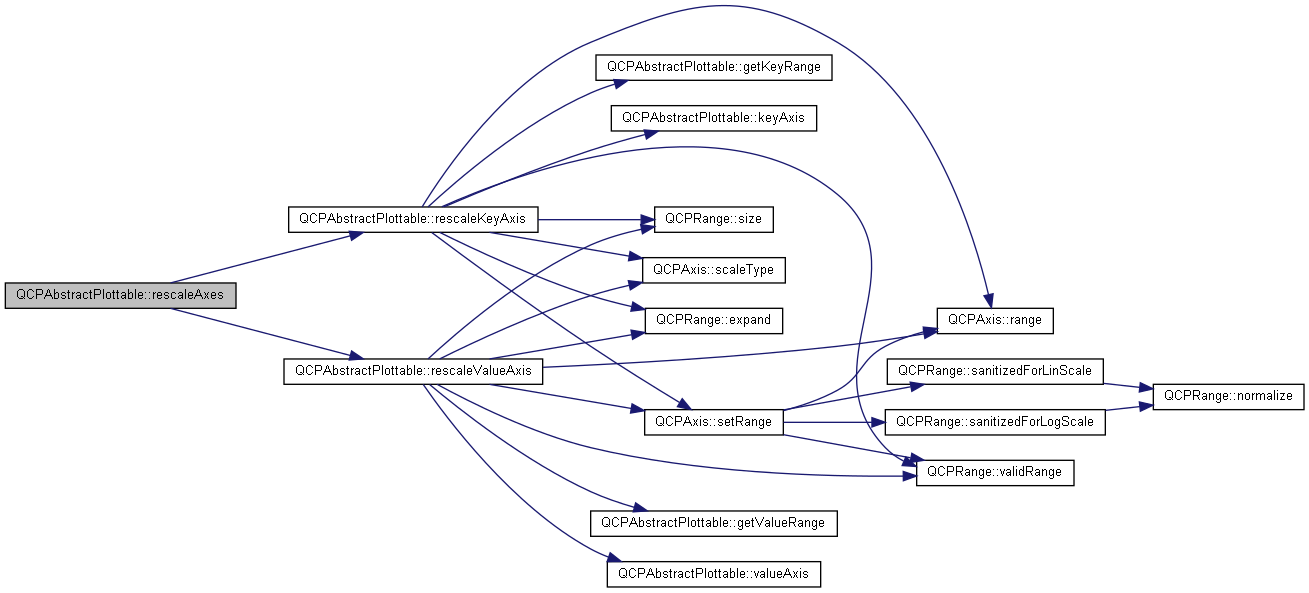 QCPAbstractPlottable::getKeyRange
QCPAbstractPlottable::keyAxis
QCPAbstractPlottable::rescaleKeyAxis
QCPRange::size
QCPAxis::scaleType
QCPAbstractPlottable::rescaleAxes
QCPRange::expand
QCPAxis::range
QCPAbstractPlottable::rescaleValueAxis
QCPRange::sanitizedForLinScale
QCPRange::normalize
QCPAxis::setRange
QCPRange::sanitizedForLogScale
QCPRange::validRange
QCPAbstractPlottable::getValueRange
QCPAbstractPlottable::valueAxis